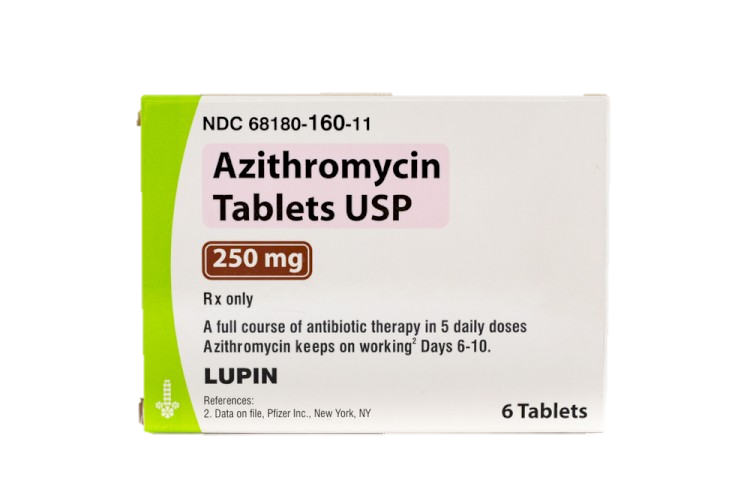 NDC 68180-160-11
Azithromycin
Tablets USP
250 mg
Rx only
A full course of antibiotic therapy in 5 daily doses
Azithromycin keeps on working² Days 6-10.
LUPIN
References:
2. Data on file, Pfizer Inc., New York, NY
6 Tablets